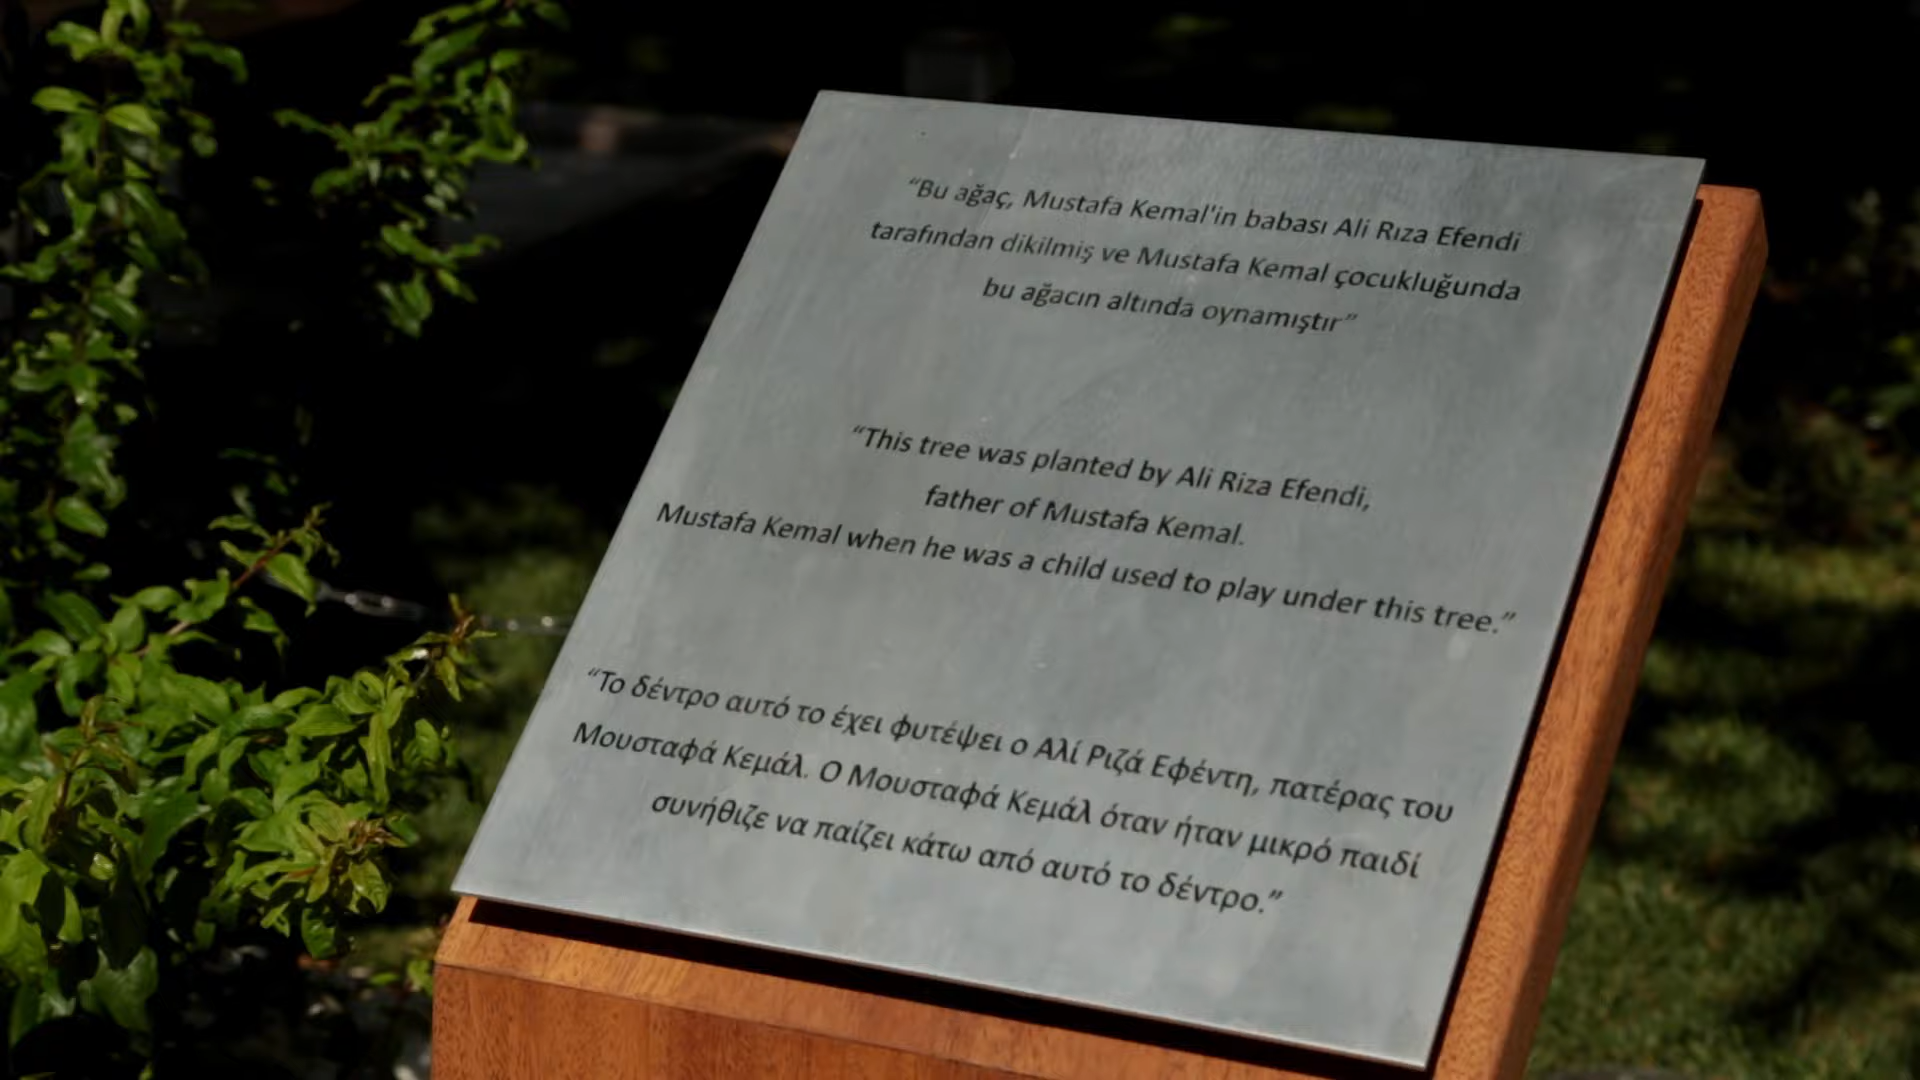 “Bu ağaç, Mustafa Kemal'in babası Ali Rıza Efendi
tarafından dikilmiş ve Mustafa Kemal çocukluğunda
bu ağacın altında oynamıştır”
“This tree was planted by Ali Riza Efendi,
father of Mustafa Kemal.
Mustafa Kemal when he was a child used to play under this tree.”
“Το δέντρο αυτό το έχει φυτέψει ο Αλί Ριζά Εφέντη, πατέρας του
Μουσταφά Κεμάλ. Ο Μουσταφά Κεμάλ όταν ήταν μικρό παιδί
συνήθιζε να παίζει κάτω από αυτό το δέντρο.”